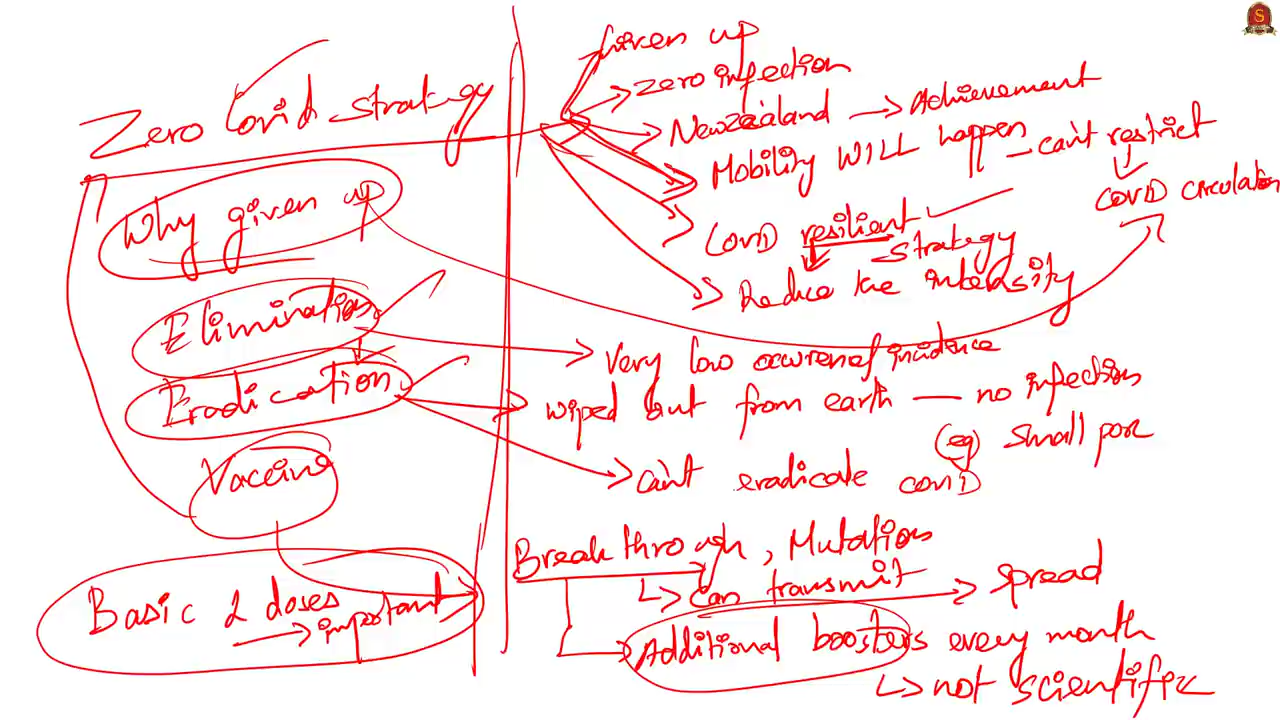 Zero Covid strategy
Why given up
Elimination
Eradication
Vaccine
Basic 2 doses
important
Given up
zero infection
Newzealand → Achievement
Mobility WILL happen - can't restrict
COVID circulation
COVID resilient
strategy
Reduce the intensity
Very low occurence of incidence
wiped out from earth — no infection
(eg) Small pox
Can't eradicate COVID
Breakthrough, Mutation
Can transmit → spread
Additional boosters every month
not scientific